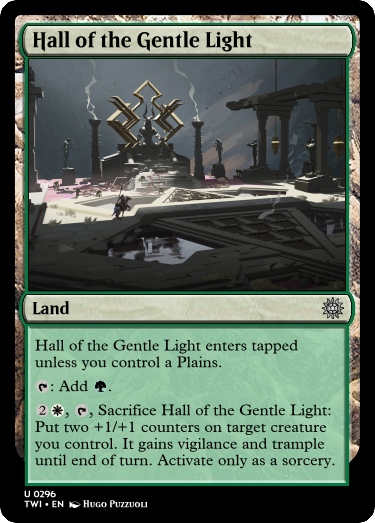 Hall of the Gentle Light
Land
Hall of the Gentle Light enters tapped
unless you control a Plains.
: Add .
2 , , Sacrifice Hall of the Gentle Light:
Put two +1/+1 counters on target creature
you control. It gains vigilance and trample
until end of turn. Activate only as a sorcery.
U 0296
TWI • EN Hugo Puzzuoli